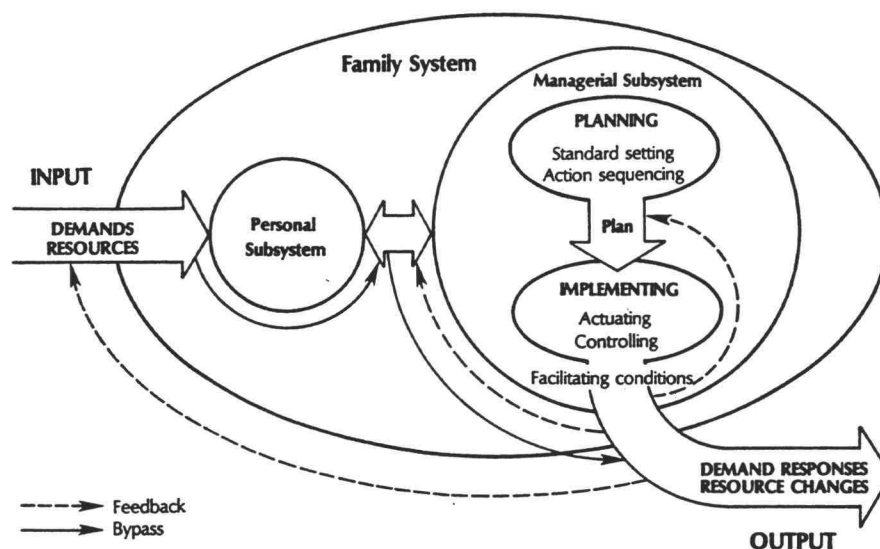 Family System
Managerial Subsystem
PLANNING
Standard setting
Action sequencing
INPUT
DEMANDS
RESOURCES
Personal
Subsystem
Plan
IMPLEMENTING
Actuating
Controlling
Facilitating conditions
DEMAND RESPONSES
RESOURCE CHANGES
OUTPUT
Feedback
Bypass